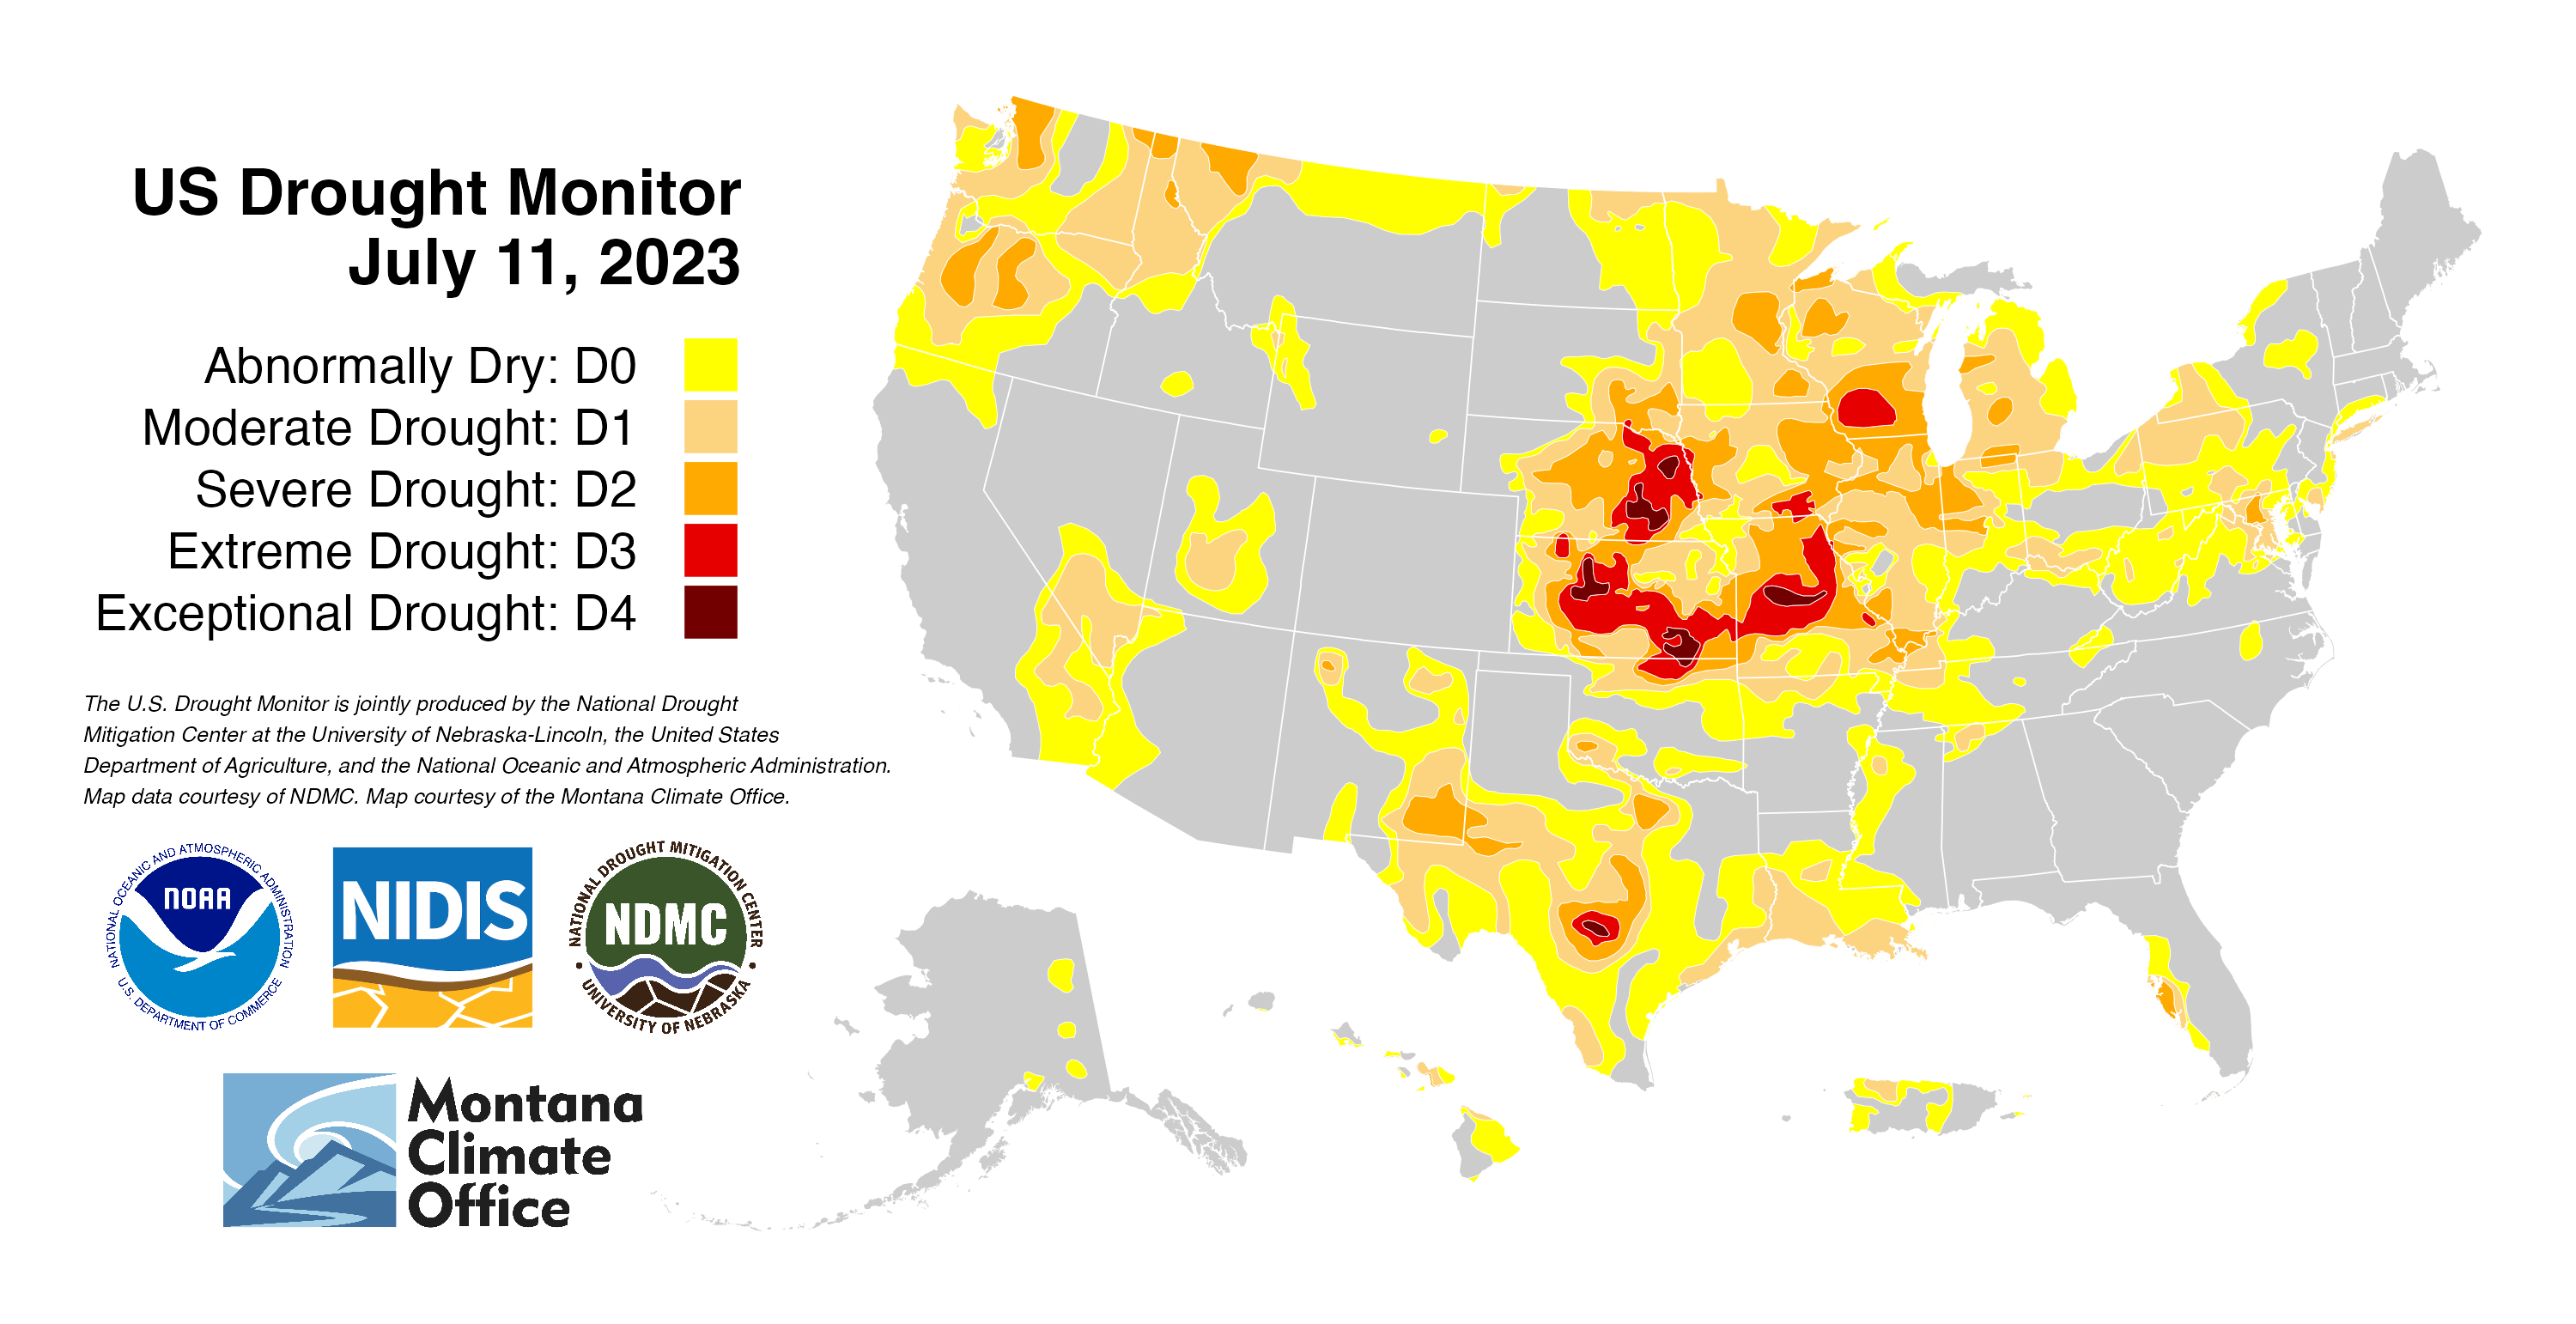 US Drought Monitor
July 11, 2023
Abnormally Dry: D0
Moderate Drought: D1
Severe Drought: D2
Extreme Drought: D3
Exceptional Drought: D4
The U.S. Drought Monitor is jointly produced by the National Drought
Mitigation Center at the University of Nebraska-Lincoln, the United States
Department of Agriculture, and the National Oceanic and Atmospheric Administration.
Map data courtesy of NDMC. Map courtesy of the Montana Climate Office.
NATIONAL OCEANIC AND ATMOSPHERIC ADMINISTRATION
NOAA
U.S. DEPARTMENT OF COMMERCE
NIDIS
NATIONAL DROUGHT MITIGATION CENTER
NDMC
UNIVERSITY OF NEBRASKA
Montana
Climate
Office